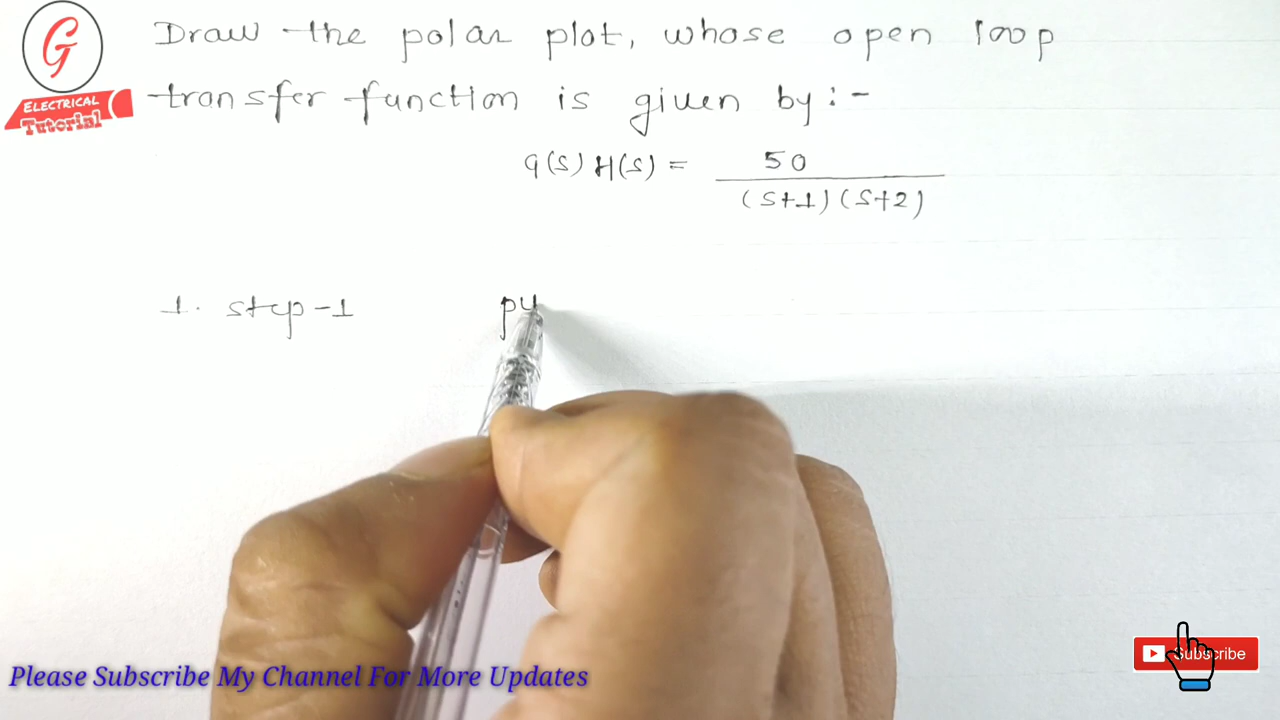 G
ELECTRICAL
Tutorial
Draw the polar plot, whose open loop
transfer function is given by :-
G(S) H(S) = 50
(S+1) (S+2)
1. step-1 pu
Please Subscribe My Channel For More Updates
Subscribe